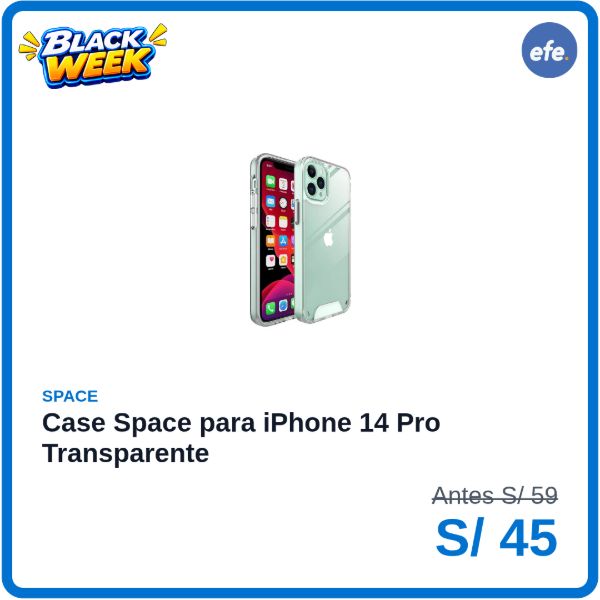 BLACK
WEEK
efe.
SPACE
Case Space para iPhone 14 Pro
Transparente
Antes S/ 59
S/ 45